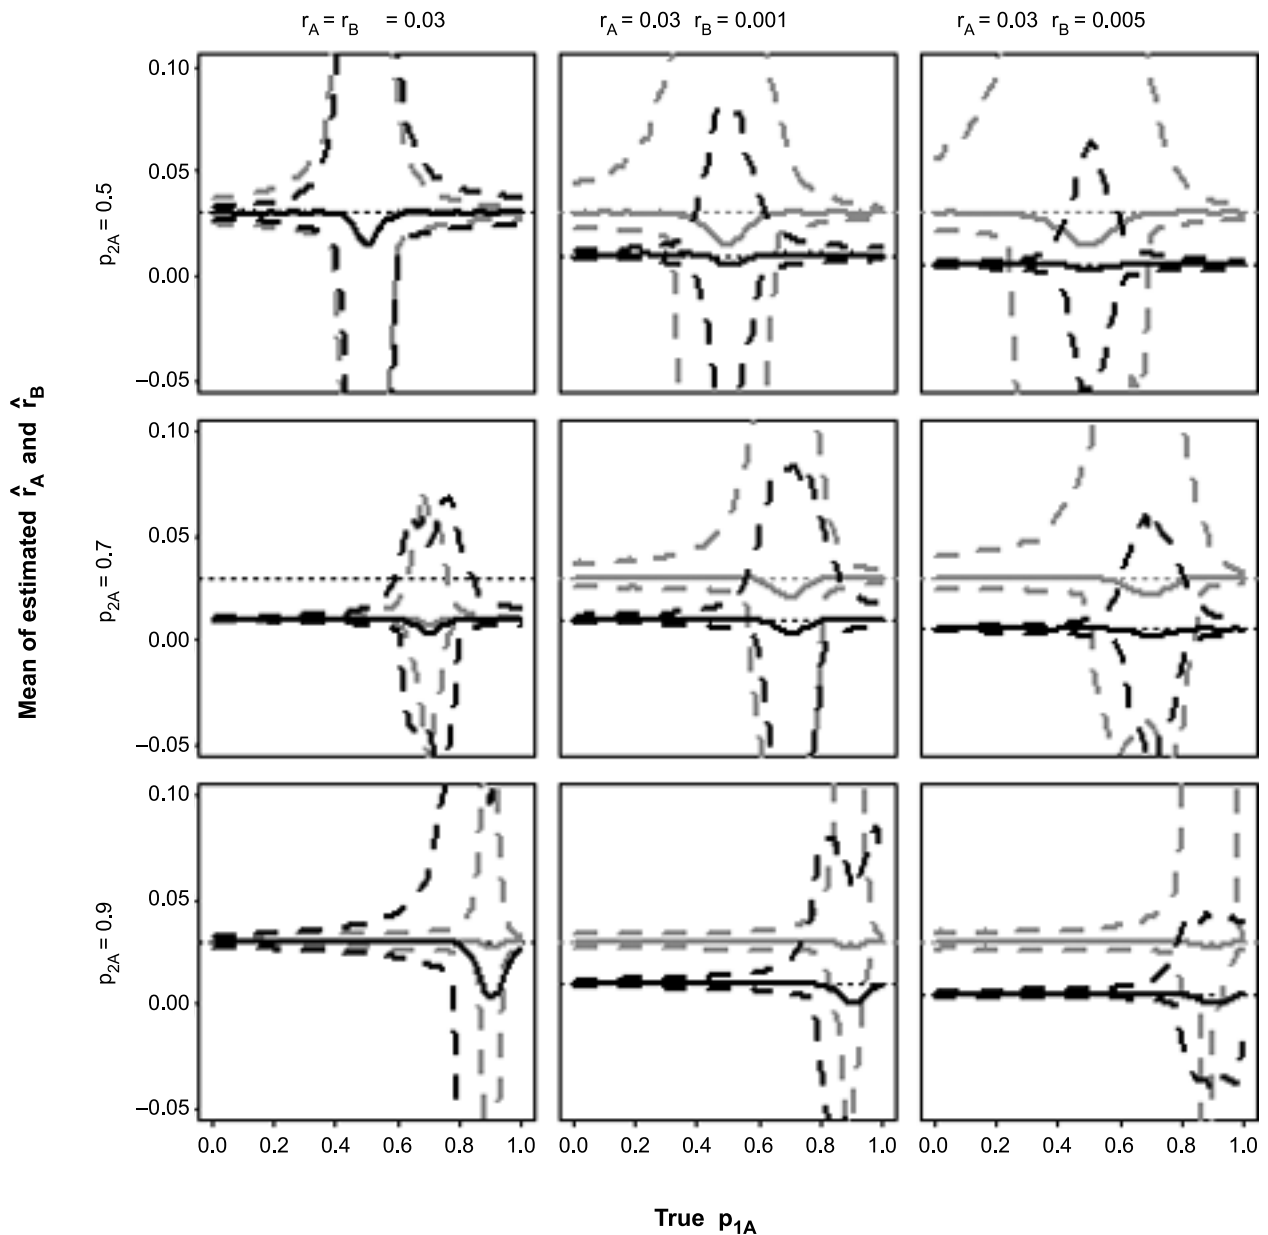 r_A = r_B = 0.03 r_A = 0.03 r_B = 0.001 r_A = 0.03 r_B = 0.005
Mean of estimated r̂_A and r̂_B
p_2A = 0.5
0.10
0.05
0.00
–0.05
p_2A = 0.7
0.10
0.05
0.00
–0.05
p_2A = 0.9
0.10
0.05
0.00
–0.05
0.0 0.2 0.4 0.6 0.8 1.0 0.0 0.2 0.4 0.6 0.8 1.0 0.0 0.2 0.4 0.6 0.8 1.0
True p_1A